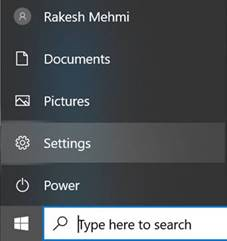 Rakesh Mehmi
Documents
Pictures
Settings
Power
Type here to search